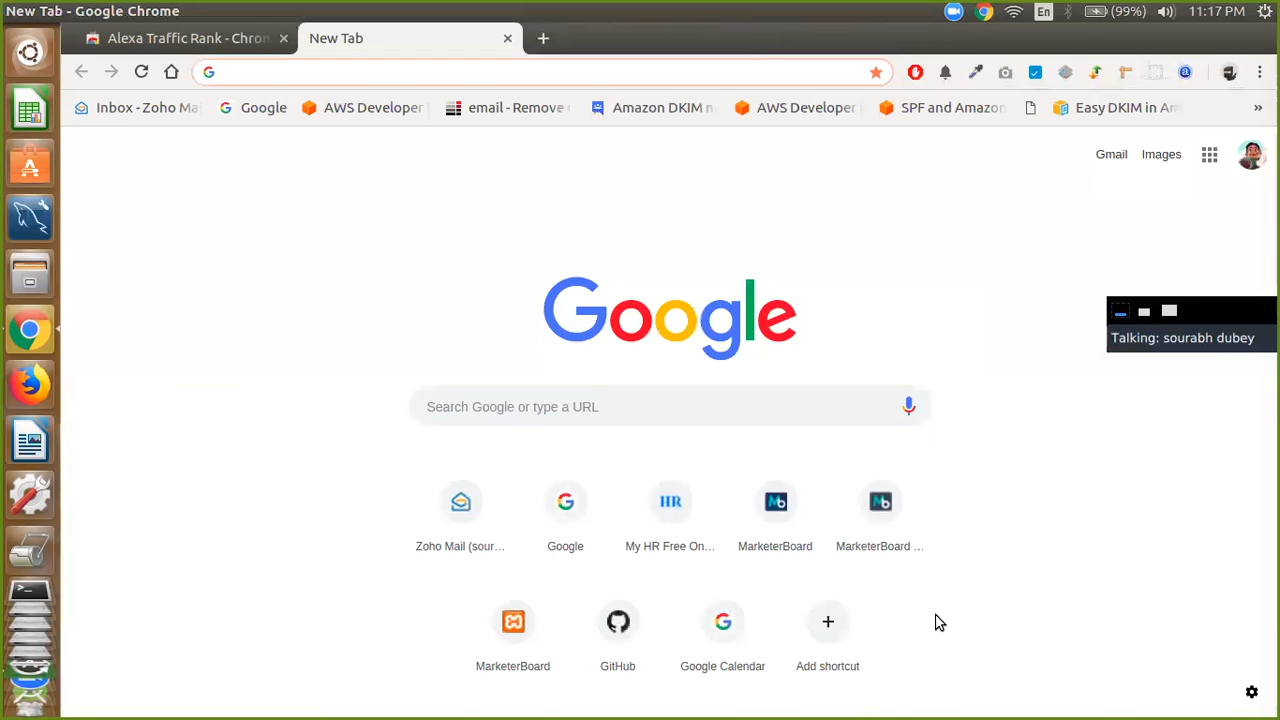 New Tab - Google Chrome
En (99%) 11:17 PM
Alexa Traffic Rank - Chron
New Tab
Inbox - Zoho Ma
Google
AWS Developer
email - Remove
Amazon DKIM n
AWS Developer
SPF and Amazon
Easy DKIM in Am
»
Gmail Images
Google
Talking: sourabh dubey
Search Google or type a URL
HR
Mb
Mb
Zoho Mail (sour...
Google
My HR Free On...
MarketerBoard
MarketerBoard ...
MarketerBoard
GitHub
Google Calendar
Add shortcut